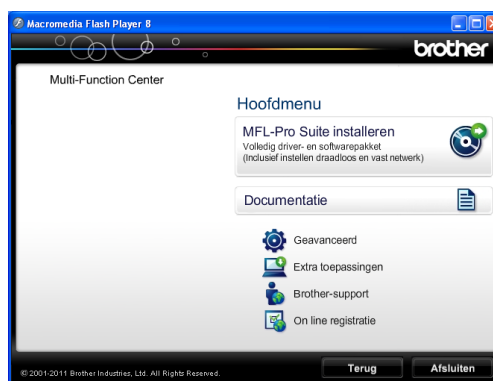 Macromedia Flash Player 8
brother
Multi-Function Center
Hoofdmenu
MFL-Pro Suite installeren
Volledig driver- en softwarepakket
(Inclusief instellen draadloos en vast netwerk)
Documentatie
Geavanceerd
Extra toepassingen
Brother-support
On line registratie
© 2001-2011 Brother Industries, Ltd. All Rights Reserved.
Terug
Afsluiten